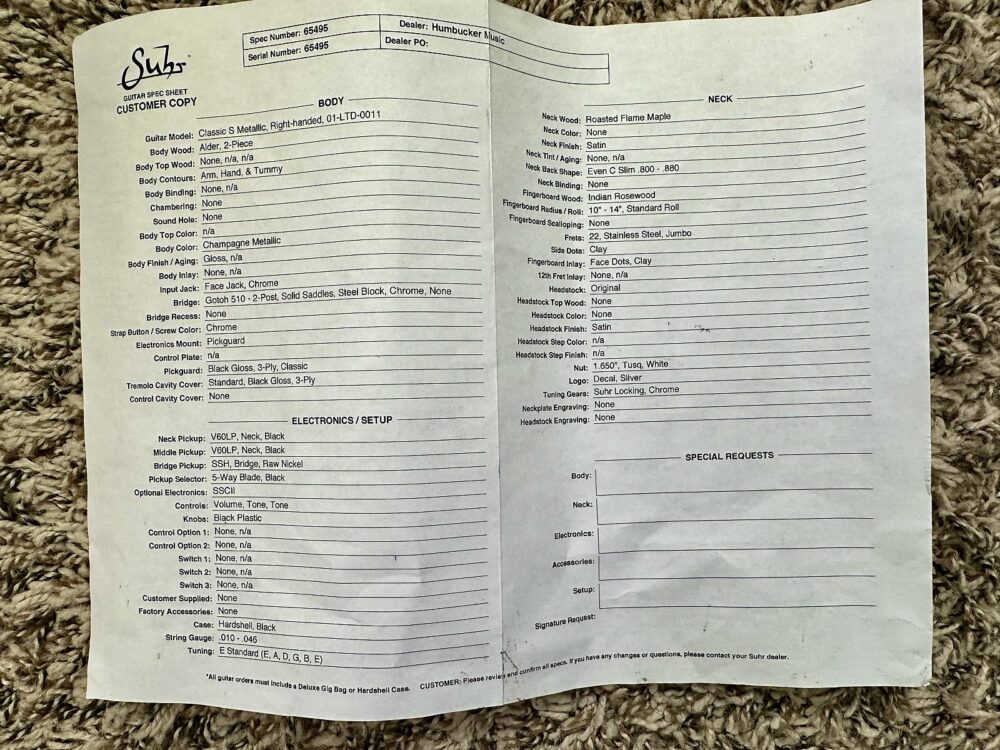 Suhr
GUITAR SPEC SHEET
CUSTOMER COPY
Spec Number: 65495
Serial Number: 65495
Dealer: Humbucker Music
Dealer PO:
BODY
Guitar Model: Classic S Metallic, Right-handed, 01-LTD-0011
Body Wood: Alder, 2-Piece
Body Top Wood: None, n/a, n/a
Body Contours: Arm, Hand, & Tummy
Body Binding: None, n/a
Chambering: None
Sound Hole: None
Body Top Color: n/a
Body Color: Champagne Metallic
Body Finish / Aging: Gloss, n/a
Body Inlay: None, n/a
Input Jack: Face Jack, Chrome
Bridge: Gotoh 510 - 2-Post, Solid Saddles, Steel Block, Chrome, None
Bridge Recess: None
Strap Button / Screw Color: Chrome
Electronics Mount: Pickguard
Control Plate: n/a
Pickguard: Black Gloss, 3-Ply, Classic
Tremolo Cavity Cover: Standard, Black Gloss, 3-Ply
Control Cavity Cover: None
ELECTRONICS / SETUP
Neck Pickup: V60LP, Neck, Black
Middle Pickup: V60LP, Neck, Black
Bridge Pickup: SSH, Bridge, Raw Nickel
Pickup Selector: 5-Way Blade, Black
Optional Electronics: SSCII
Controls: Volume, Tone, Tone
Knobs: Black Plastic
Control Option 1: None, n/a
Control Option 2: None, n/a
Switch 1: None, n/a
Switch 2: None, n/a
Switch 3: None, n/a
Customer Supplied: None
Factory Accessories: None
Case: Hardshell, Black
String Gauge: .010 - .046
Tuning: E Standard (E, A, D, G, B, E)
NECK
Neck Wood: Roasted Flame Maple
Neck Color: None
Neck Finish: Satin
Neck Tint / Aging: None, n/a
Neck Back Shape: Even C Slim .800 - .880
Neck Binding: None
Fingerboard Wood: Indian Rosewood
Fingerboard Radius / Roll: 10" - 14", Standard Roll
Fingerboard Scalloping: None
Frets: 22, Stainless Steel, Jumbo
Side Dots: Clay
Fingerboard Inlay: Face Dots, Clay
12th Fret Inlay: None, n/a
Headstock: Original
Headstock Top Wood: None
Headstock Color: None
Headstock Finish: Satin
Headstock Step Color: n/a
Headstock Step Finish: n/a
Nut: 1.650", Tusq, White
Logo: Decal, Silver
Tuning Gears: Suhr Locking, Chrome
Neckplate Engraving: None
Headstock Engraving: None
SPECIAL REQUESTS
Body:
Neck:
Electronics:
Accessories:
Setup:
Signature Request:
*All guitar orders must include a Deluxe Gig Bag or Hardshell Case. CUSTOMER: Please review and confirm all specs. If you have any changes or questions, please contact your Suhr dealer.